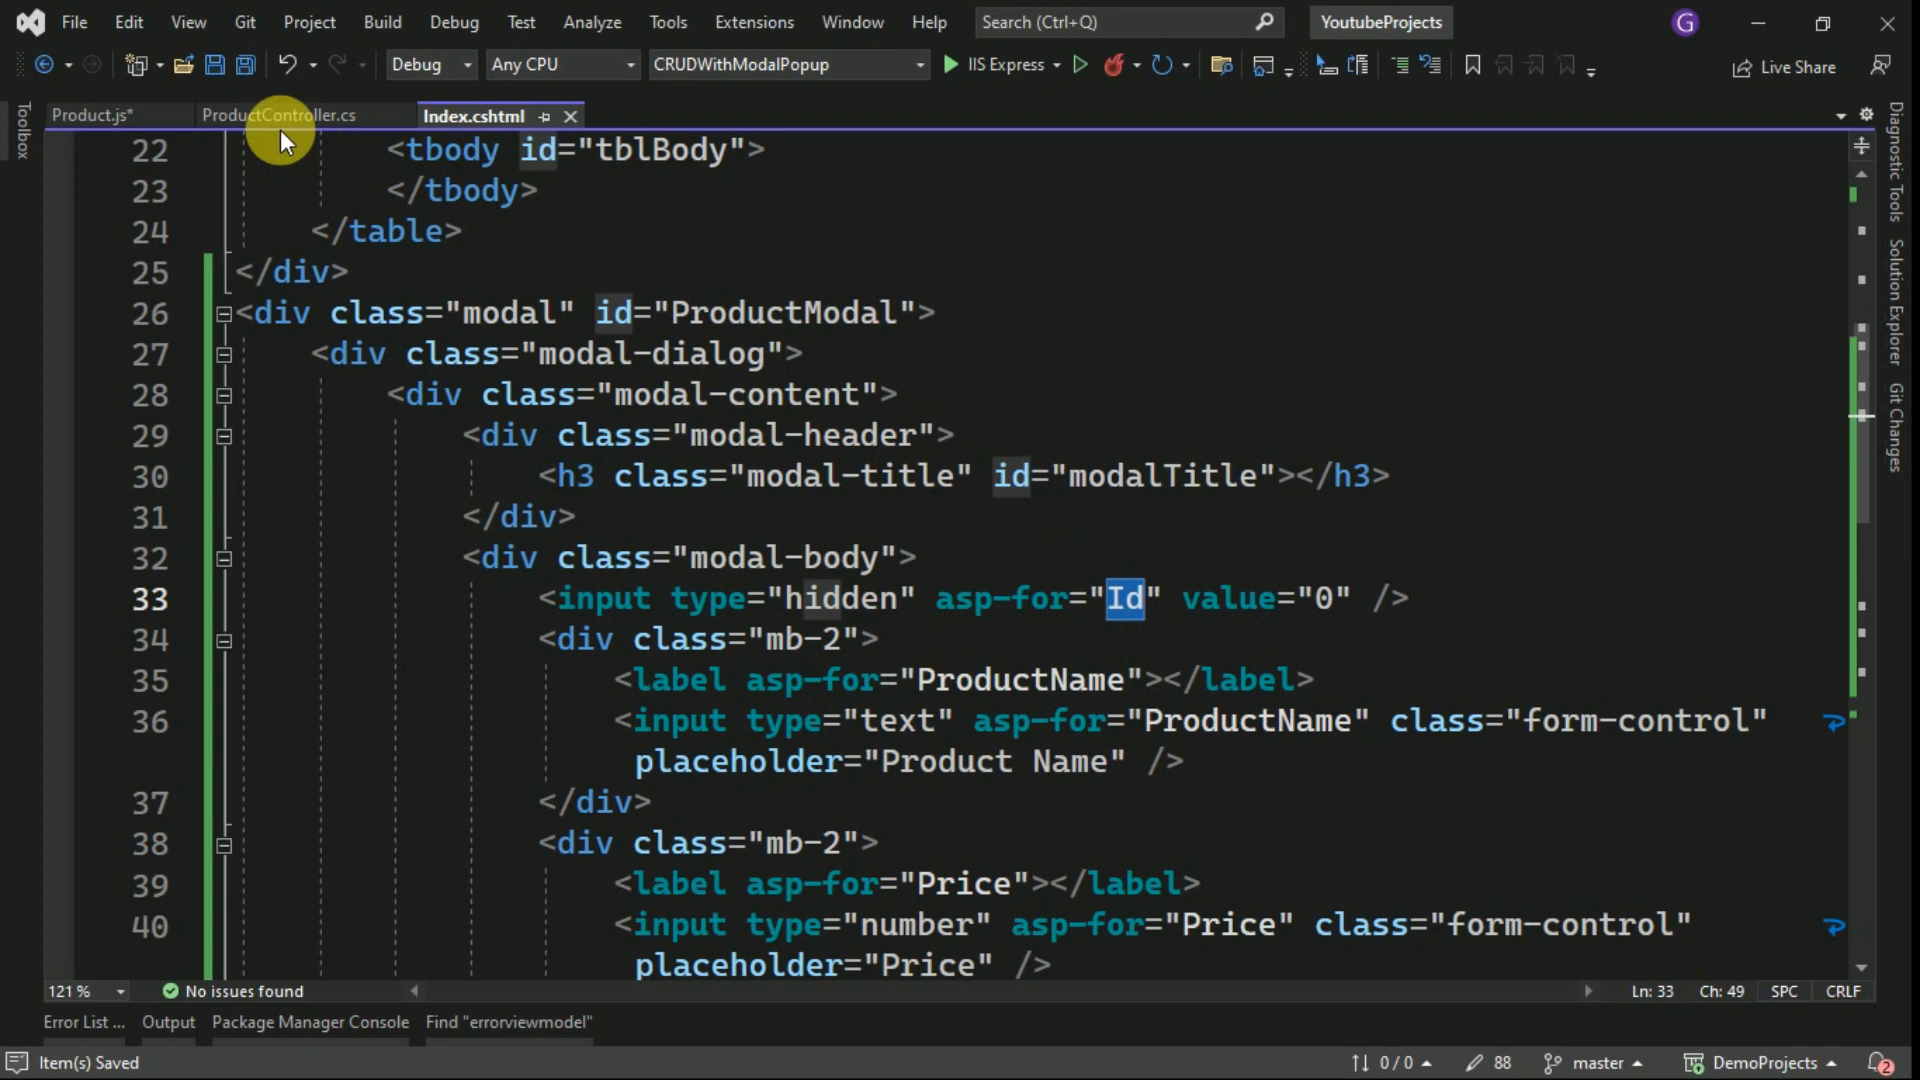 File Edit View Git Project Build Debug Test Analyze Tools Extensions Window Help Search (Ctrl+Q) YoutubeProjects G
Debug Any CPU CRUDWithModalPopup IIS Express Live Share
Product.js* ProductController.cs Index.cshtml
Toolbox
22 <tbody id="tblBody">
23 </tbody>
24 </table>
25 </div>
26 <div class="modal" id="ProductModal">
27 <div class="modal-dialog">
28 <div class="modal-content">
29 <div class="modal-header">
30 <h3 class="modal-title" id="modalTitle"></h3>
31 </div>
32 <div class="modal-body">
33 <input type="hidden" asp-for="Id" value="0" />
34 <div class="mb-2">
35 <label asp-for="ProductName"></label>
36 <input type="text" asp-for="ProductName" class="form-control"
placeholder="Product Name" />
37 </div>
38 <div class="mb-2">
39 <label asp-for="Price"></label>
40 <input type="number" asp-for="Price" class="form-control"
placeholder="Price" />
Diagnostic Tools
Solution Explorer
Git Changes
121 % No issues found Ln: 33 Ch: 49 SPC CRLF
Error List ... Output Package Manager Console Find "errorviewmodel"
Item(s) Saved 0 / 0 88 master DemoProjects 2